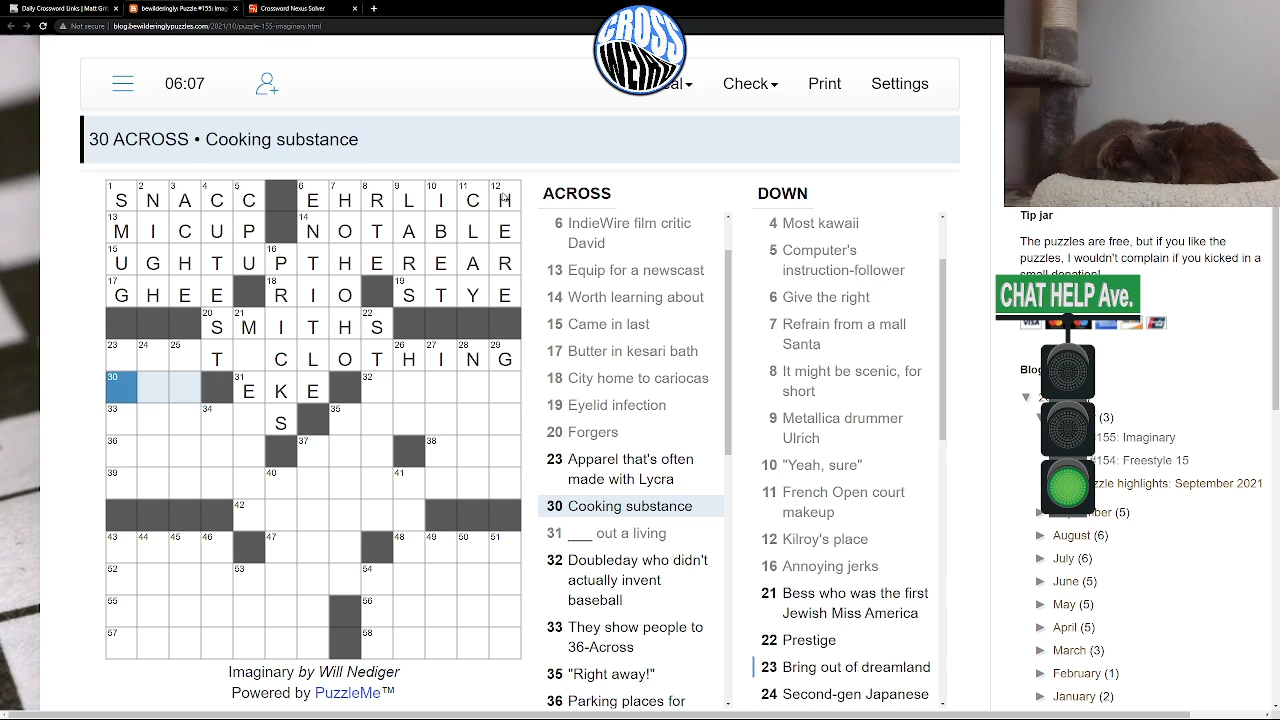 Daily Crossword Links | Matt Grit
bewilderingly! Puzzle #155: Imag
Crossword Nexus Solver
Not secure | blog.bewilderingpuzzles.com/2021/10/puzzle-155-imaginary.html
CROSS
WEIRD
06:07
Check
Print
Settings
30 ACROSS • Cooking substance
S N A C C E H R L I C H
M I C U P N O T A B L E
U G H T U P T H E R E A R
G H E E R I O S T Y E
S M I T H S
T C L O T H I N G
E K E
S
ACROSS
6 IndieWire film critic
David
13 Equip for a newscast
14 Worth learning about
15 Came in last
17 Butter in kesari bath
18 City home to cariocas
19 Eyelid infection
20 Forgers
23 Apparel that's often
made with Lycra
30 Cooking substance
31 ___ out a living
32 Doubleday who didn't
actually invent
baseball
33 They show people to
36-Across
35 "Right away!"
36 Parking places for
DOWN
4 Most kawaii
5 Computer's
instruction-follower
6 Give the right
7 Refrain from a mall
Santa
8 It might be scenic, for
short
9 Metallica drummer
Ulrich
10 "Yeah, sure"
11 French Open court
makeup
12 Kilroy's place
16 Annoying jerks
21 Bess who was the first
Jewish Miss America
22 Prestige
23 Bring out of dreamland
24 Second-gen Japanese
Imaginary by Will Nediger
Powered by PuzzleMe™
Tip jar
The puzzles are free, but if you like the
puzzles, I wouldn't complain if you kicked in a
small donation!
CHAT HELP Ave.
VISA
Blog
(3)
#155: Imaginary
#154: Freestyle 15
zzle highlights: September 2021
mber (5)
August (6)
July (6)
June (5)
May (5)
April (5)
March (3)
February (1)
January (2)